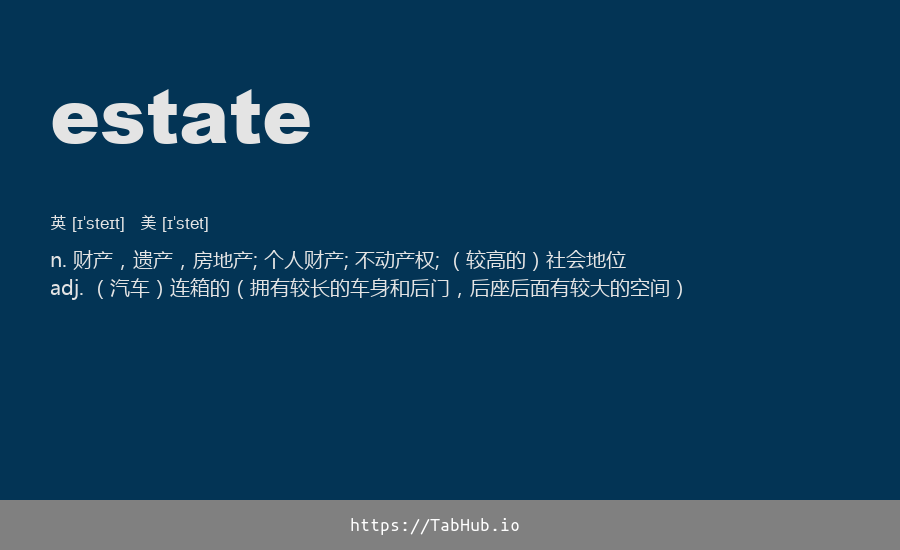 estate
英 [ɪ'steɪt] 美 [ɪ'stet]
n. 财产，遗产，房地产; 个人财产; 不动产权; （较高的）社会地位
adj. （汽车）连箱的（拥有较长的车身和后门，后座后面有较大的空间）
https://TabHub.io